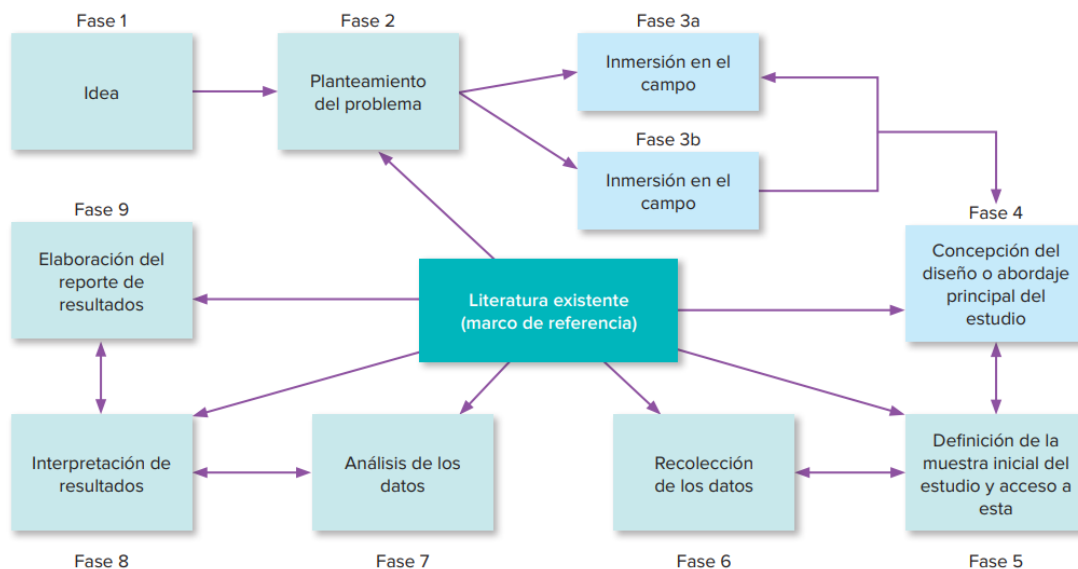 Fase 1
Idea
Fase 2
Planteamiento
del problema
Fase 3a
Inmersión en el
campo
Fase 3b
Inmersión en el
campo
Fase 4
Concepción del
diseño o abordaje
principal del
estudio
Fase 9
Elaboración del
reporte de
resultados
Literatura existente
(marco de referencia)
Interpretación de
resultados
Fase 8
Análisis de los
datos
Fase 7
Recolección
de los datos
Fase 6
Definición de la
muestra inicial del
estudio y acceso a
esta
Fase 5